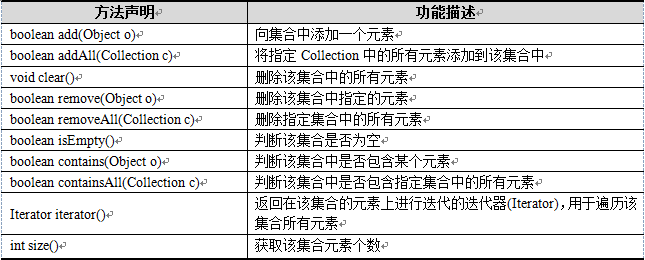 方法声明 功能描述
boolean add(Object o) 向集合中添加一个元素
boolean addAll(Collection c) 将指定 Collection 中的所有元素添加到该集合中
void clear() 删除该集合中的所有元素
boolean remove(Object o) 删除该集合中指定的元素
boolean removeAll(Collection c) 删除指定集合中的所有元素
boolean isEmpty() 判断该集合是否为空
boolean contains(Object o) 判断该集合中是否包含某个元素
boolean containsAll(Collection c) 判断该集合中是否包含指定集合中的所有元素
Iterator iterator() 返回在该集合的元素上进行迭代的迭代器(Iterator)，用于遍历该
集合所有元素
int size() 获取该集合元素个数